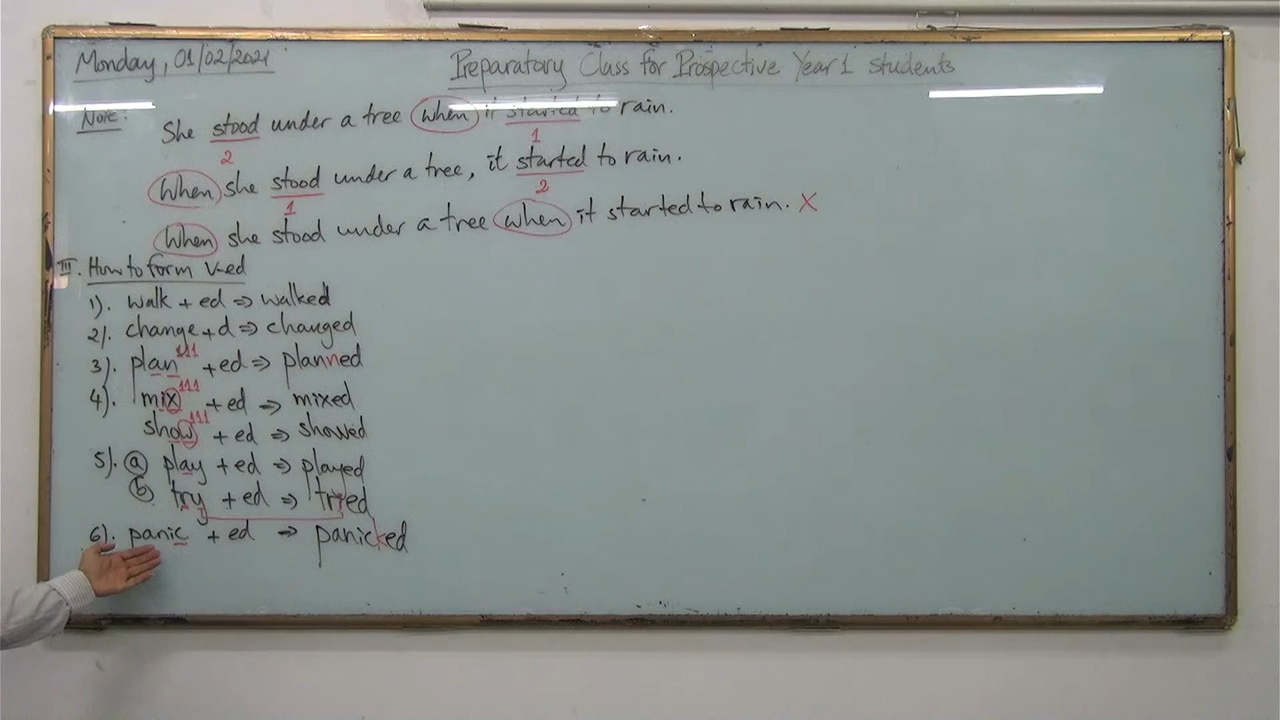 Monday, 01/02/2021
Preparatory Class for Prospective Year 1 Students
Note: She stood under a tree when it started to rain.
2 1
When she stood under a tree, it started to rain.
1 2
When she stood under a tree when it started to rain. X
III. How to form V-ed
1). walk + ed => walked
2). change + d => changed
3). plan 111 + ed => planned
4). mix 111 + ed => mixed
show 111 + ed => showed
5). a play + ed => played
b try + ed => tried
6). panic + ed => panicked